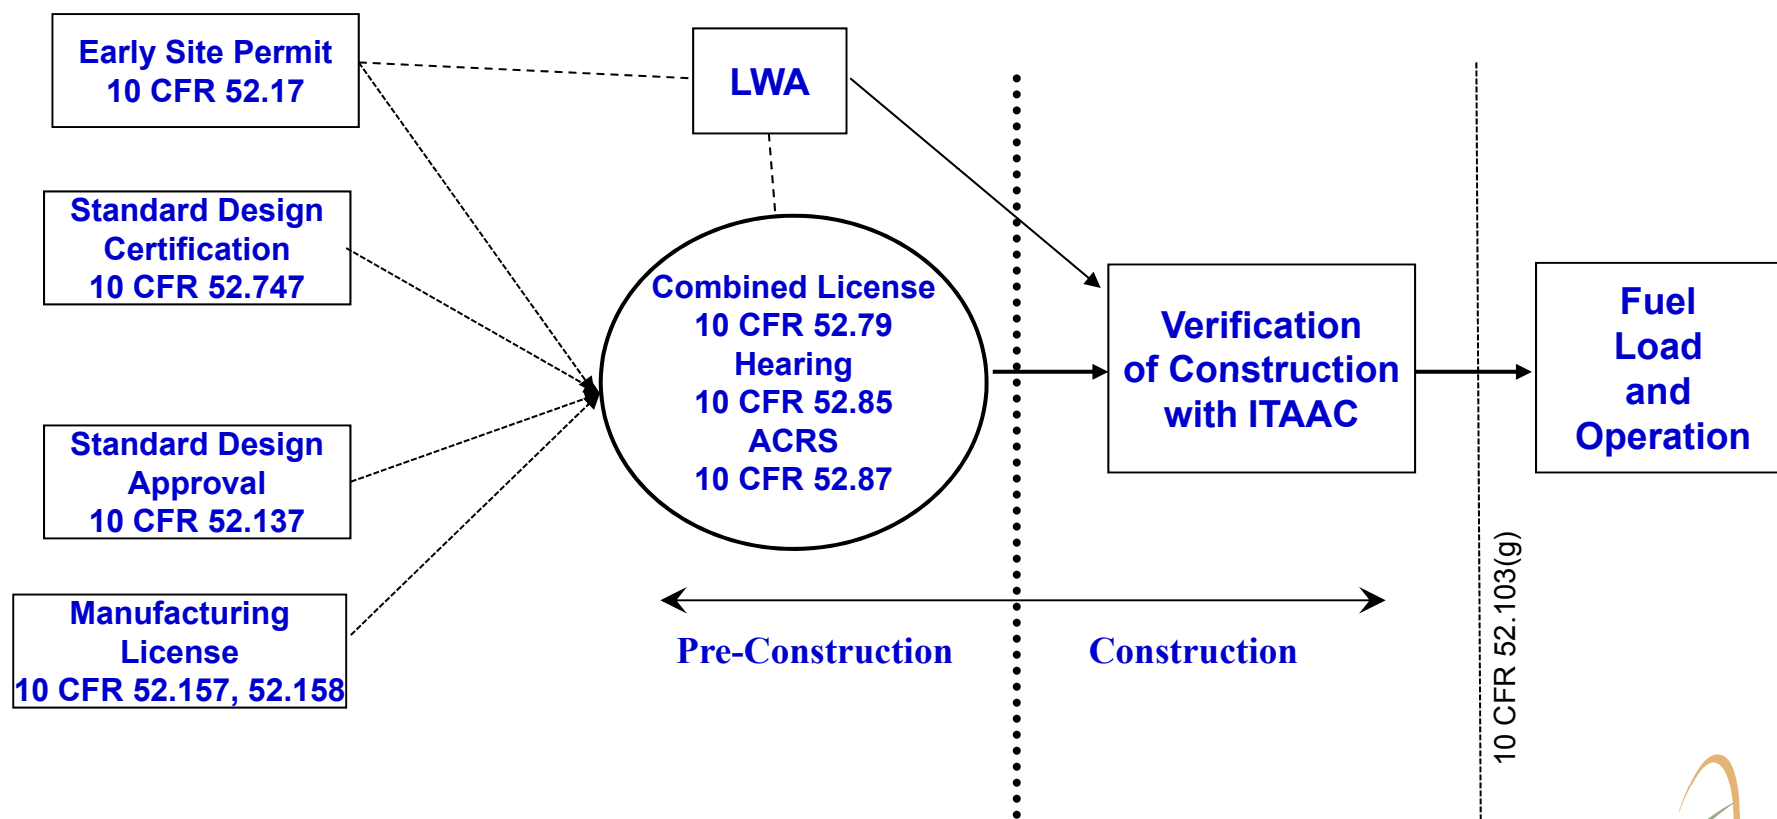 Early Site Permit
10 CFR 52.17
LWA
Standard Design
Certification
10 CFR 52.747
Combined License
10 CFR 52.79
Hearing
10 CFR 52.85
ACRS
10 CFR 52.87
Verification
of Construction
with ITAAC
Fuel
Load
and
Operation
Standard Design
Approval
10 CFR 52.137
Manufacturing
License
10 CFR 52.157, 52.158
Pre-Construction
Construction
10 CFR 52.103(g)